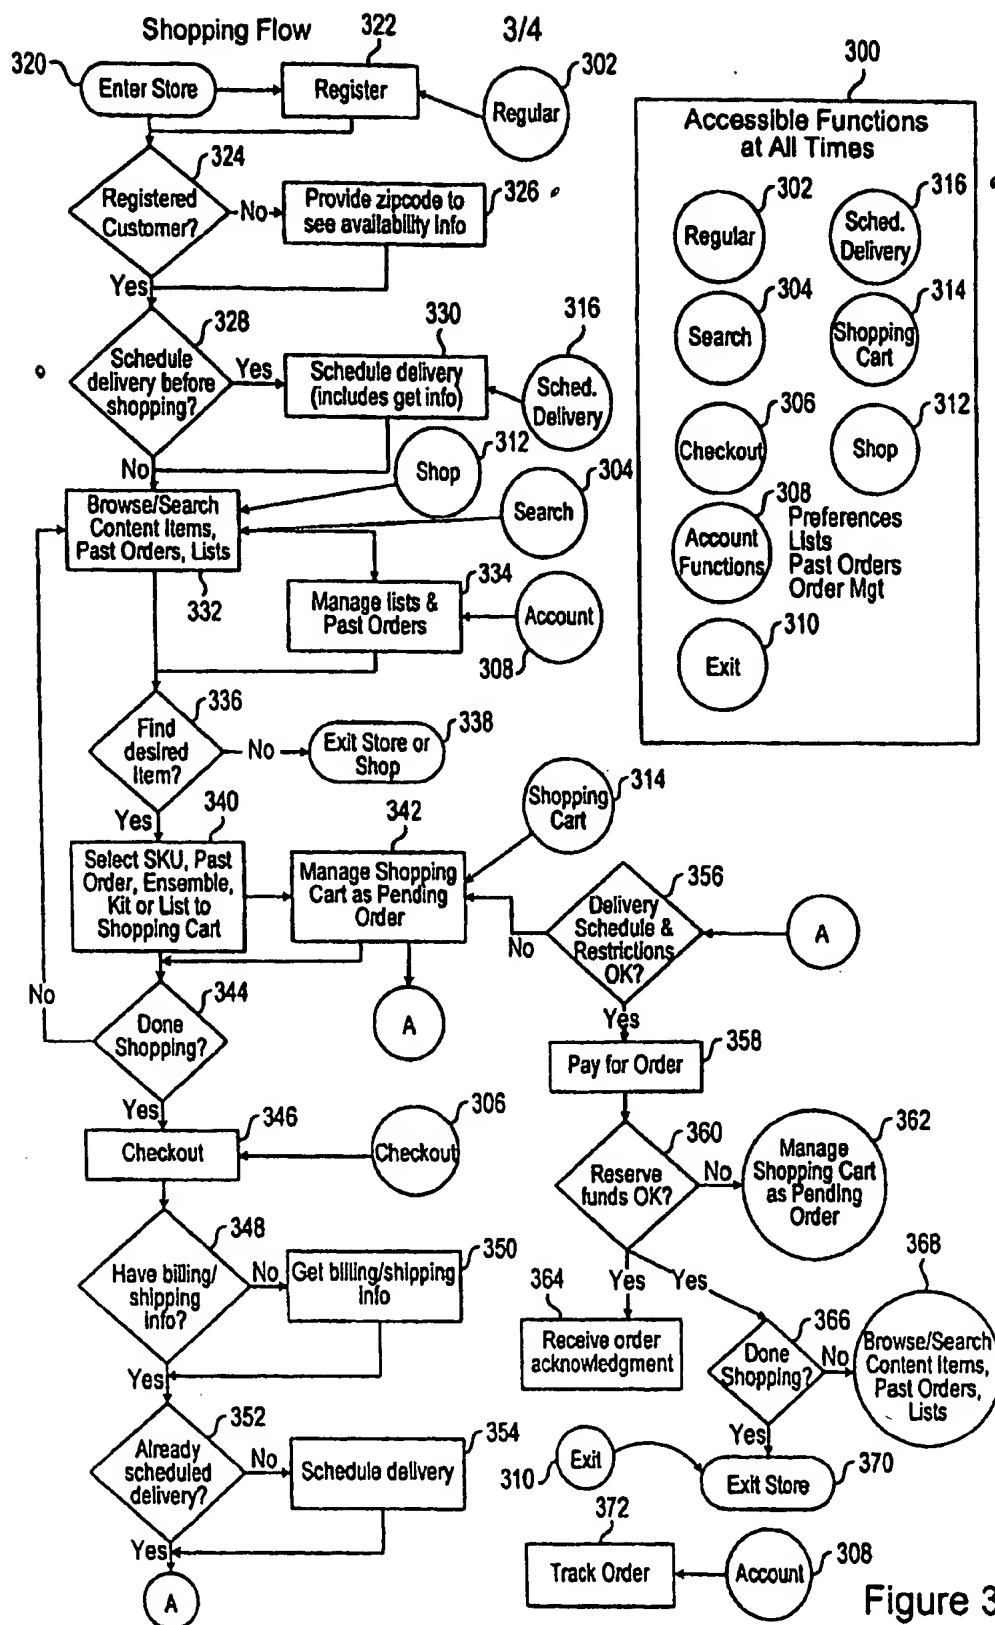 Shopping Flow
3/4
320
322
302
300
Enter Store
Register
Regular
Accessible Functions
at All Times
324
Registered
Customer?
No
Provide zipcode to
see availability info
326
Yes
302
Regular
316
Sched.
Delivery
304
Search
314
Shopping
Cart
306
Checkout
312
Shop
308
Account
Functions
Preferences
Lists
Past Orders
Order Mgt
310
Exit
328
Schedule
delivery before
shopping?
Yes
330
Schedule delivery
(includes get info)
316
Sched.
Delivery
No
312
Shop
304
Search
Browse/Search
Content Items,
Past Orders, Lists
332
334
Manage lists &
Past Orders
Account
308
336
Find
desired
Item?
No
338
Exit Store or
Shop
Yes
340
Select SKU, Past
Order, Ensemble,
Kit or List to
Shopping Cart
342
Manage Shopping
Cart as Pending
Order
314
Shopping
Cart
356
Delivery
Schedule &
Restrictions
OK?
No
A
A
Yes
No
344
Done
Shopping?
Yes
358
Pay for Order
346
Checkout
306
Checkout
360
Reserve
funds OK?
No
362
Manage
Shopping Cart
as Pending
Order
348
Have billing/
shipping
info?
No
350
Get billing/shipping
info
Yes
Yes
Yes
364
Receive order
acknowledgment
366
Done
Shopping?
No
368
Browse/Search
Content Items,
Past Orders,
Lists
352
Already
scheduled
delivery?
No
354
Schedule delivery
Yes
A
Yes
310
Exit
Exit Store
370
372
Track Order
Account
308
Figure 3